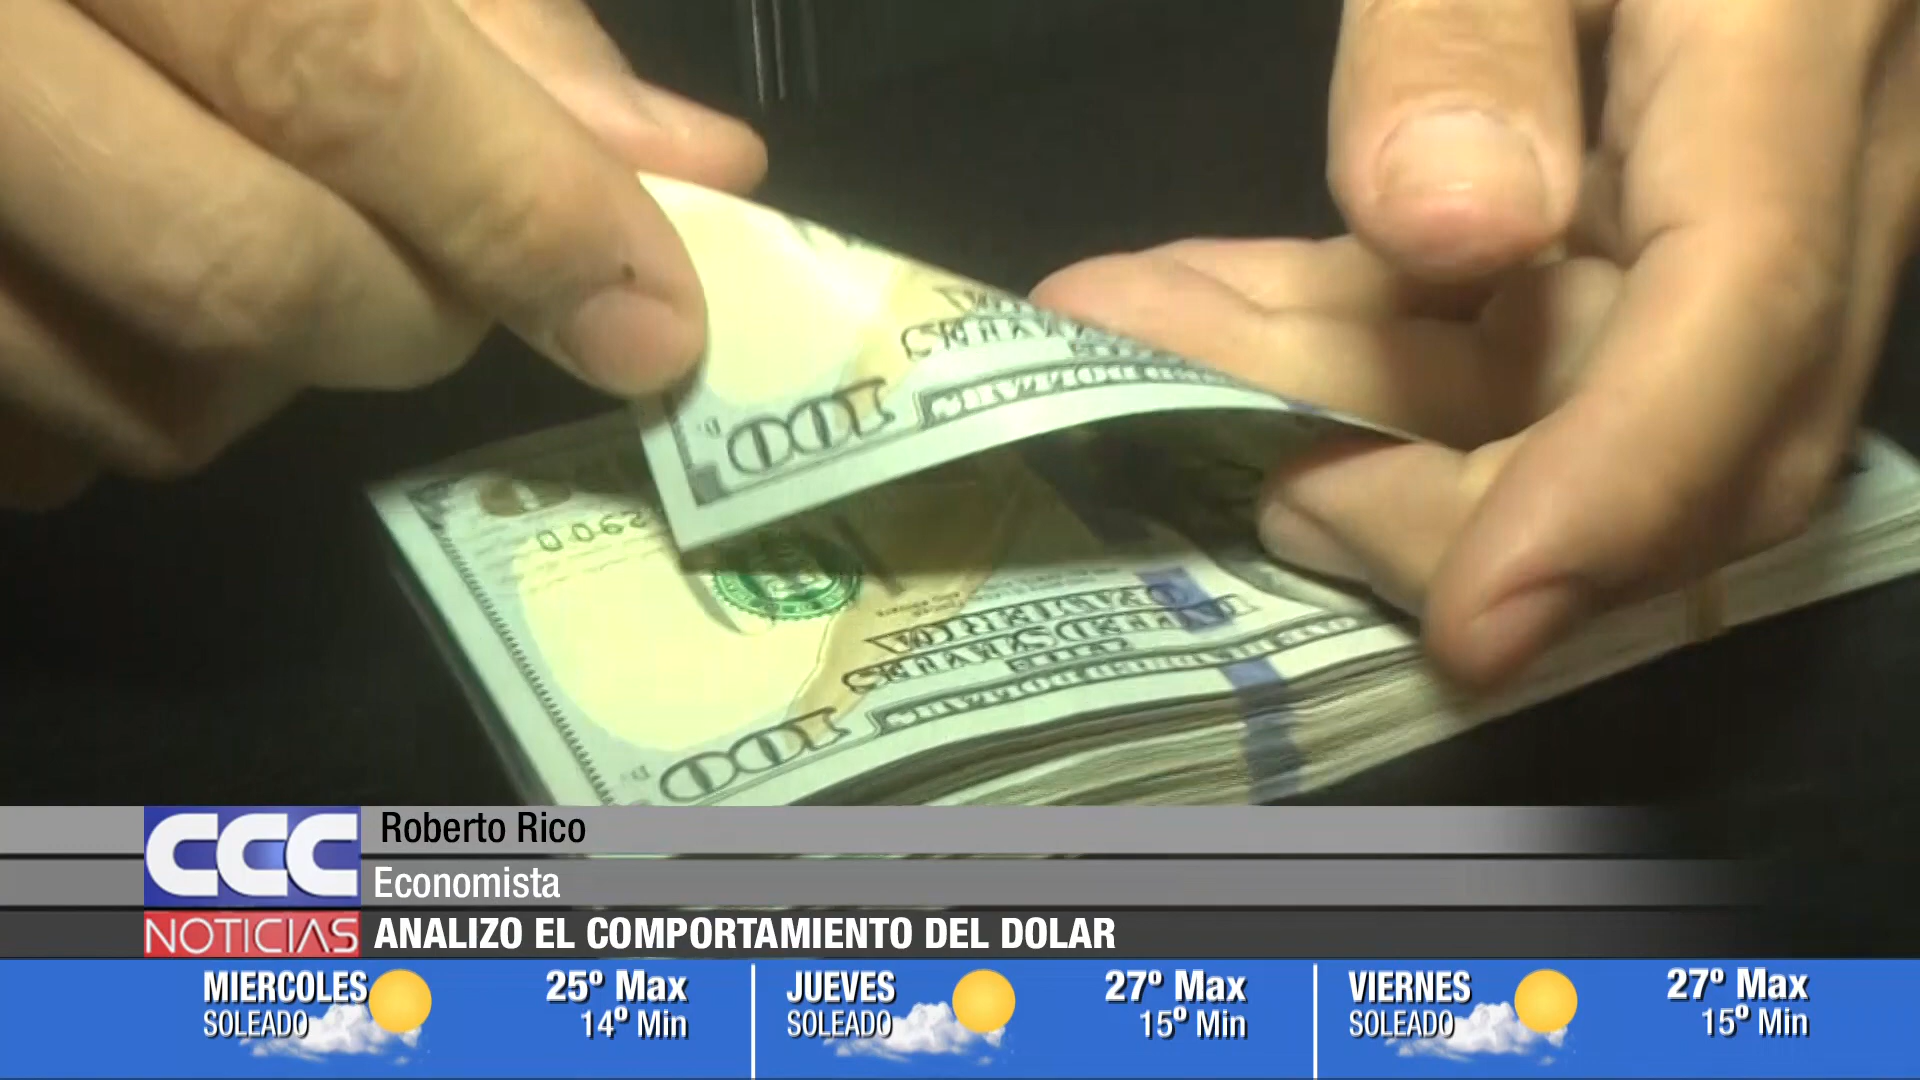 100
100
CCC
NOTICIAS
Roberto Rico
Economista
ANALIZO EL COMPORTAMIENTO DEL DOLAR
MIERCOLES
SOLEADO
25º Max
14º Min
JUEVES
SOLEADO
27º Max
15º Min
VIERNES
SOLEADO
27º Max
15º Min